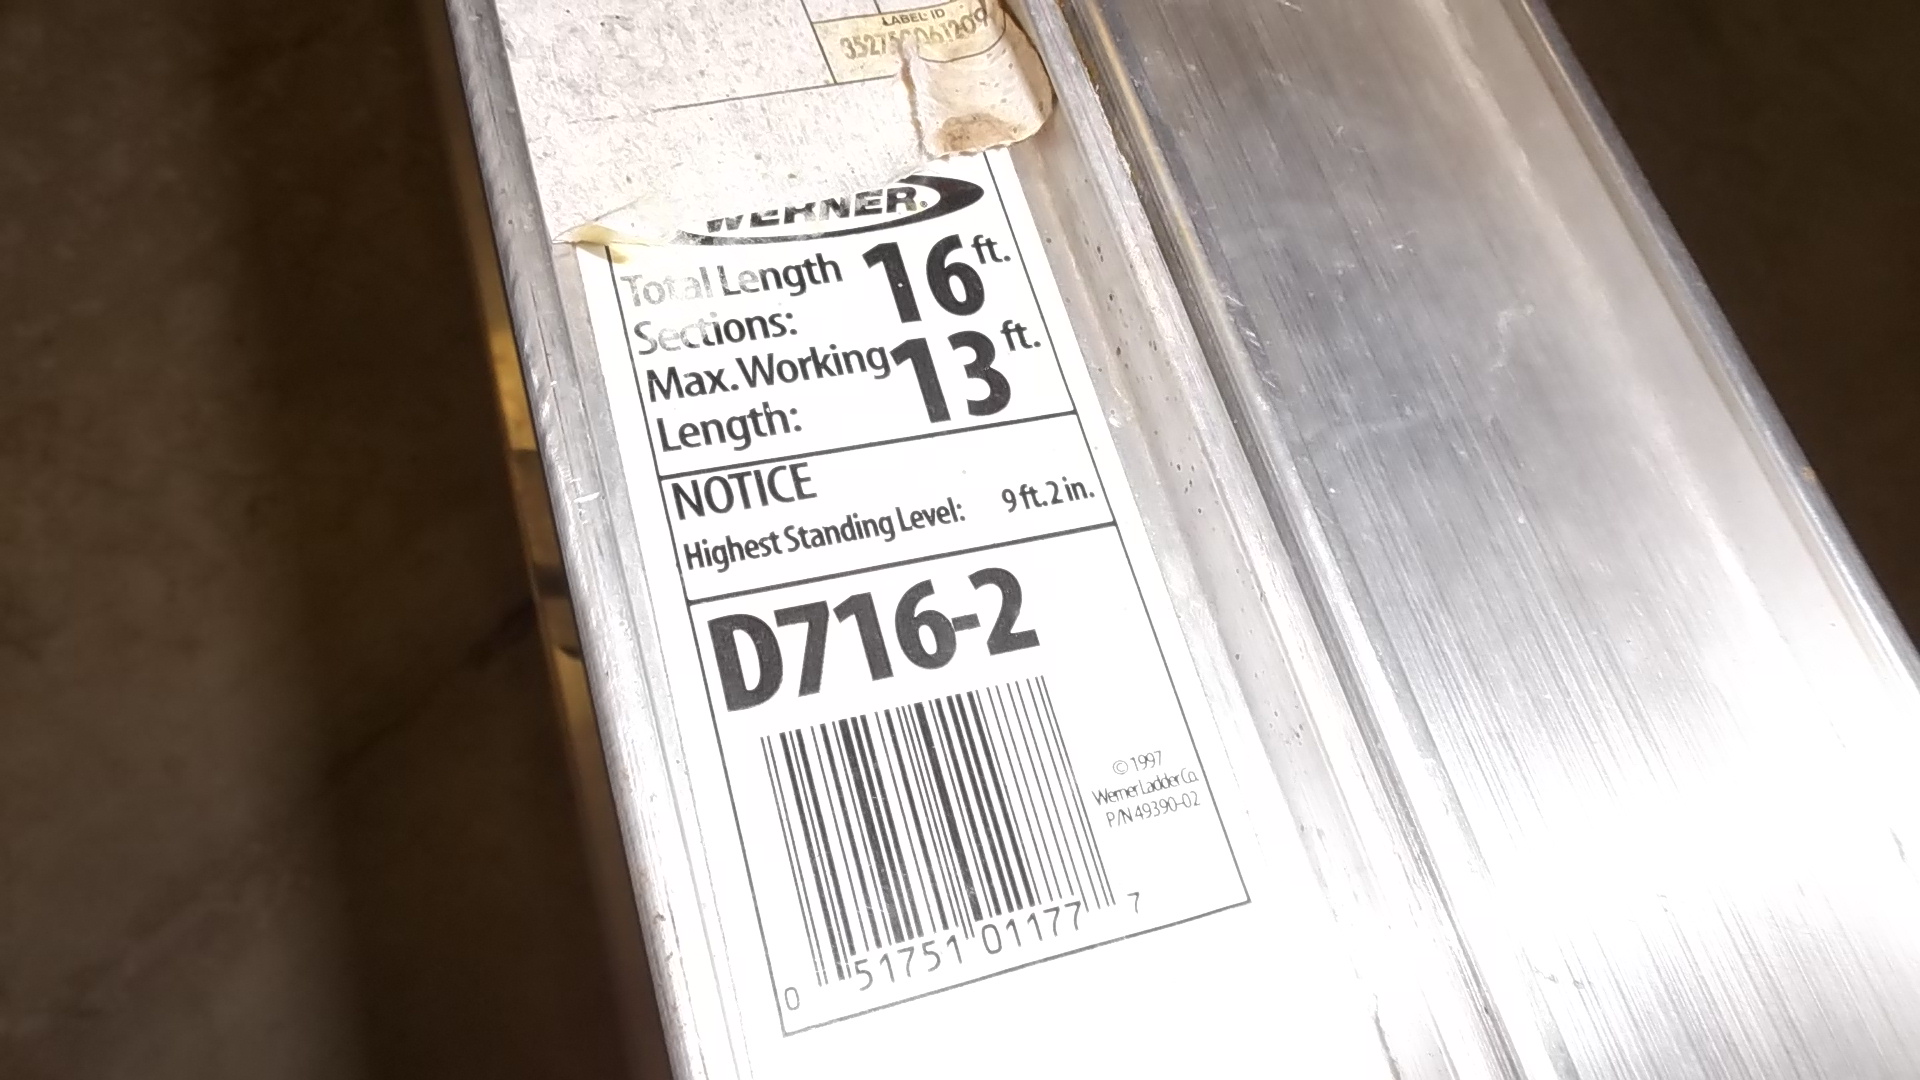 LABEL ID
WERNER®
Total Length 16 ft.
Sections:
Max. Working 13 ft.
Length:
NOTICE
Highest Standing Level: 9 ft. 2 in.
D716-2
© 1997
Werner Ladder Co.
P/N 49390-02
0 51751 01177 7